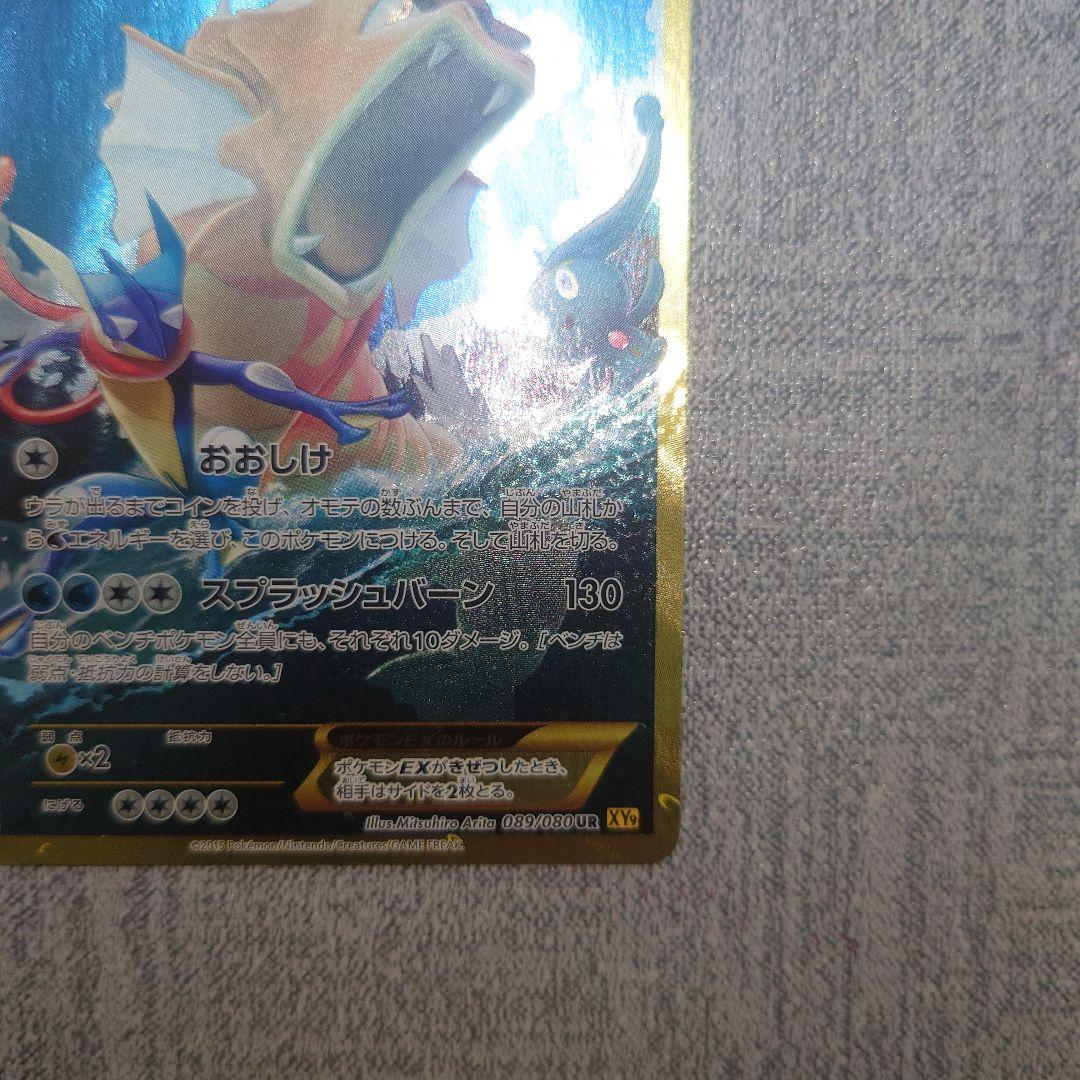 おおしけ
ウラが出るまでコインを投げ、オモテの数ぶんまで、自分の山札か
らエネルギーを選び、このポケモンにつける。そして山札を切る。
スプラッシュバーン 130
自分のベンチポケモン全員にも、それぞれ10ダメージ。[ベンチは
弱点・抵抗力の計算をしない。]
弱点 抵抗力
×2
にげる
ポケモンEXのルール
ポケモンEXがきぜつしたとき、
相手はサイドを2枚とる。
Illus.Mitsuhiro Arita 089/080 UR XY9
©2015 Pokémon/Nintendo/Creatures/GAME FREAK.